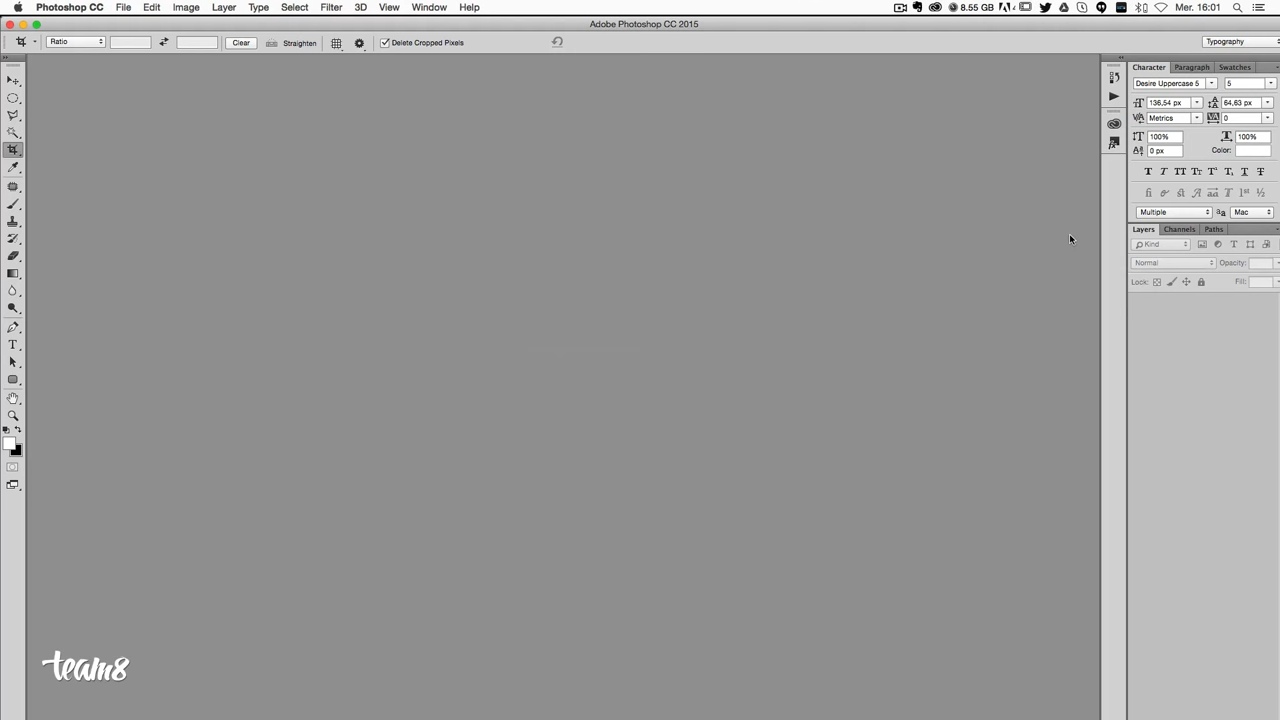 Photoshop CC File Edit Image Layer Type Select Filter 3D View Window Help 8.55 GB 4 Mer. 16:01
Adobe Photoshop CC 2015
Ratio Clear Straighten Delete Cropped Pixels Typography
Character Paragraph Swatches
Desire Uppercase 5 5
136,54 px 64,63 px
Metrics 0
100% 100%
0 px Color:
Multiple Mac
Layers Channels Paths
Kind
Normal Opacity:
Lock: Fill:
team8